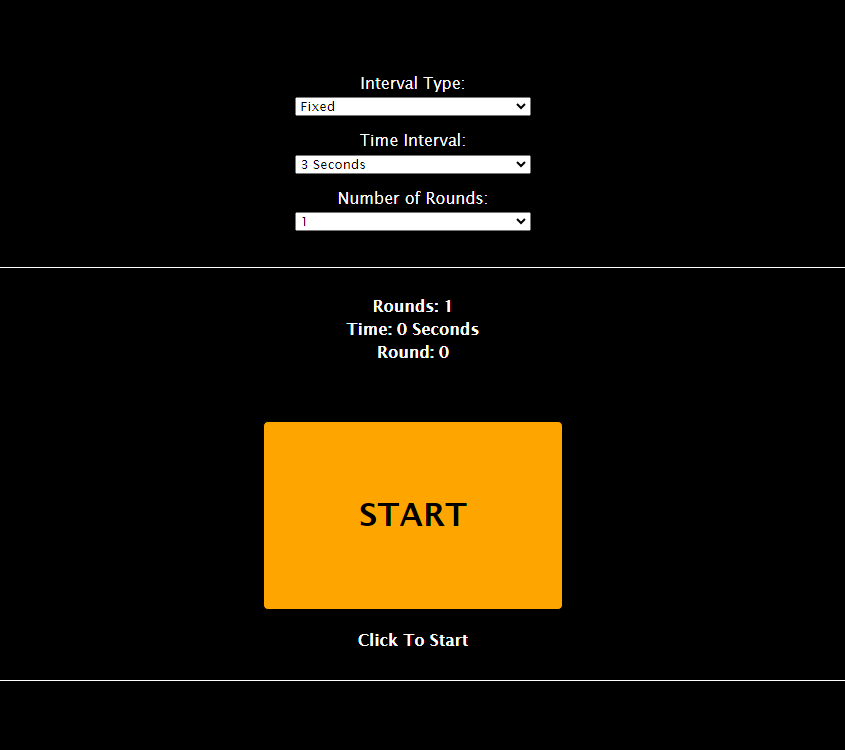 Interval Type:
Fixed
Time Interval:
3 Seconds
Number of Rounds:
1
Rounds: 1
Time: 0 Seconds
Round: 0
START
Click To Start